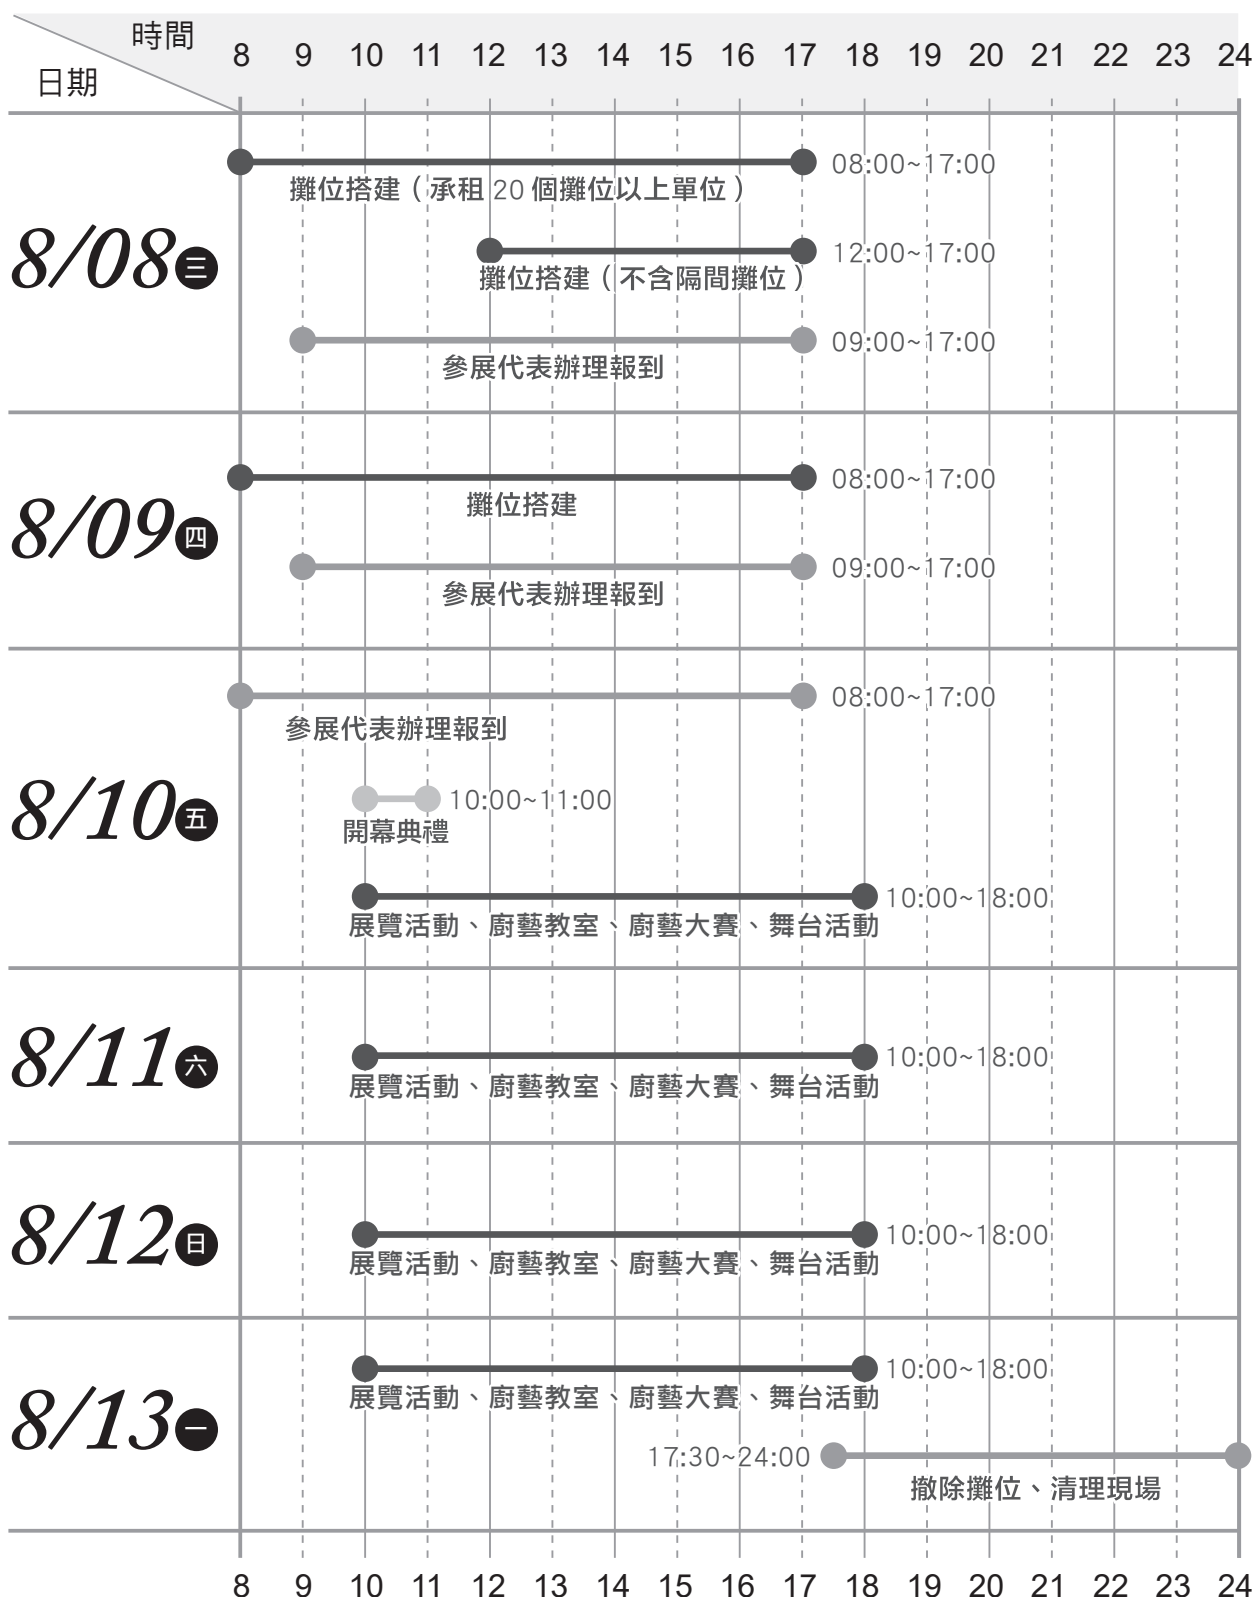 時間
日期
8 9 10 11 12 13 14 15 16 17 18 19 20 21 22 23 24
08:00~17:00
攤位搭建（承租 20 個攤位以上單位）
8/08 三
12:00~17:00
攤位搭建（不含隔間攤位）
09:00~17:00
參展代表辦理報到
08:00~17:00
攤位搭建
8/09 四
09:00~17:00
參展代表辦理報到
08:00~17:00
參展代表辦理報到
8/10 五
10:00~11:00
開幕典禮
10:00~18:00
展覽活動、廚藝教室、廚藝大賽、舞台活動
8/11 六
10:00~18:00
展覽活動、廚藝教室、廚藝大賽、舞台活動
8/12 日
10:00~18:00
展覽活動、廚藝教室、廚藝大賽、舞台活動
10:00~18:00
展覽活動、廚藝教室、廚藝大賽、舞台活動
8/13 一
17:30~24:00
撤除攤位、清理現場
8 9 10 11 12 13 14 15 16 17 18 19 20 21 22 23 24